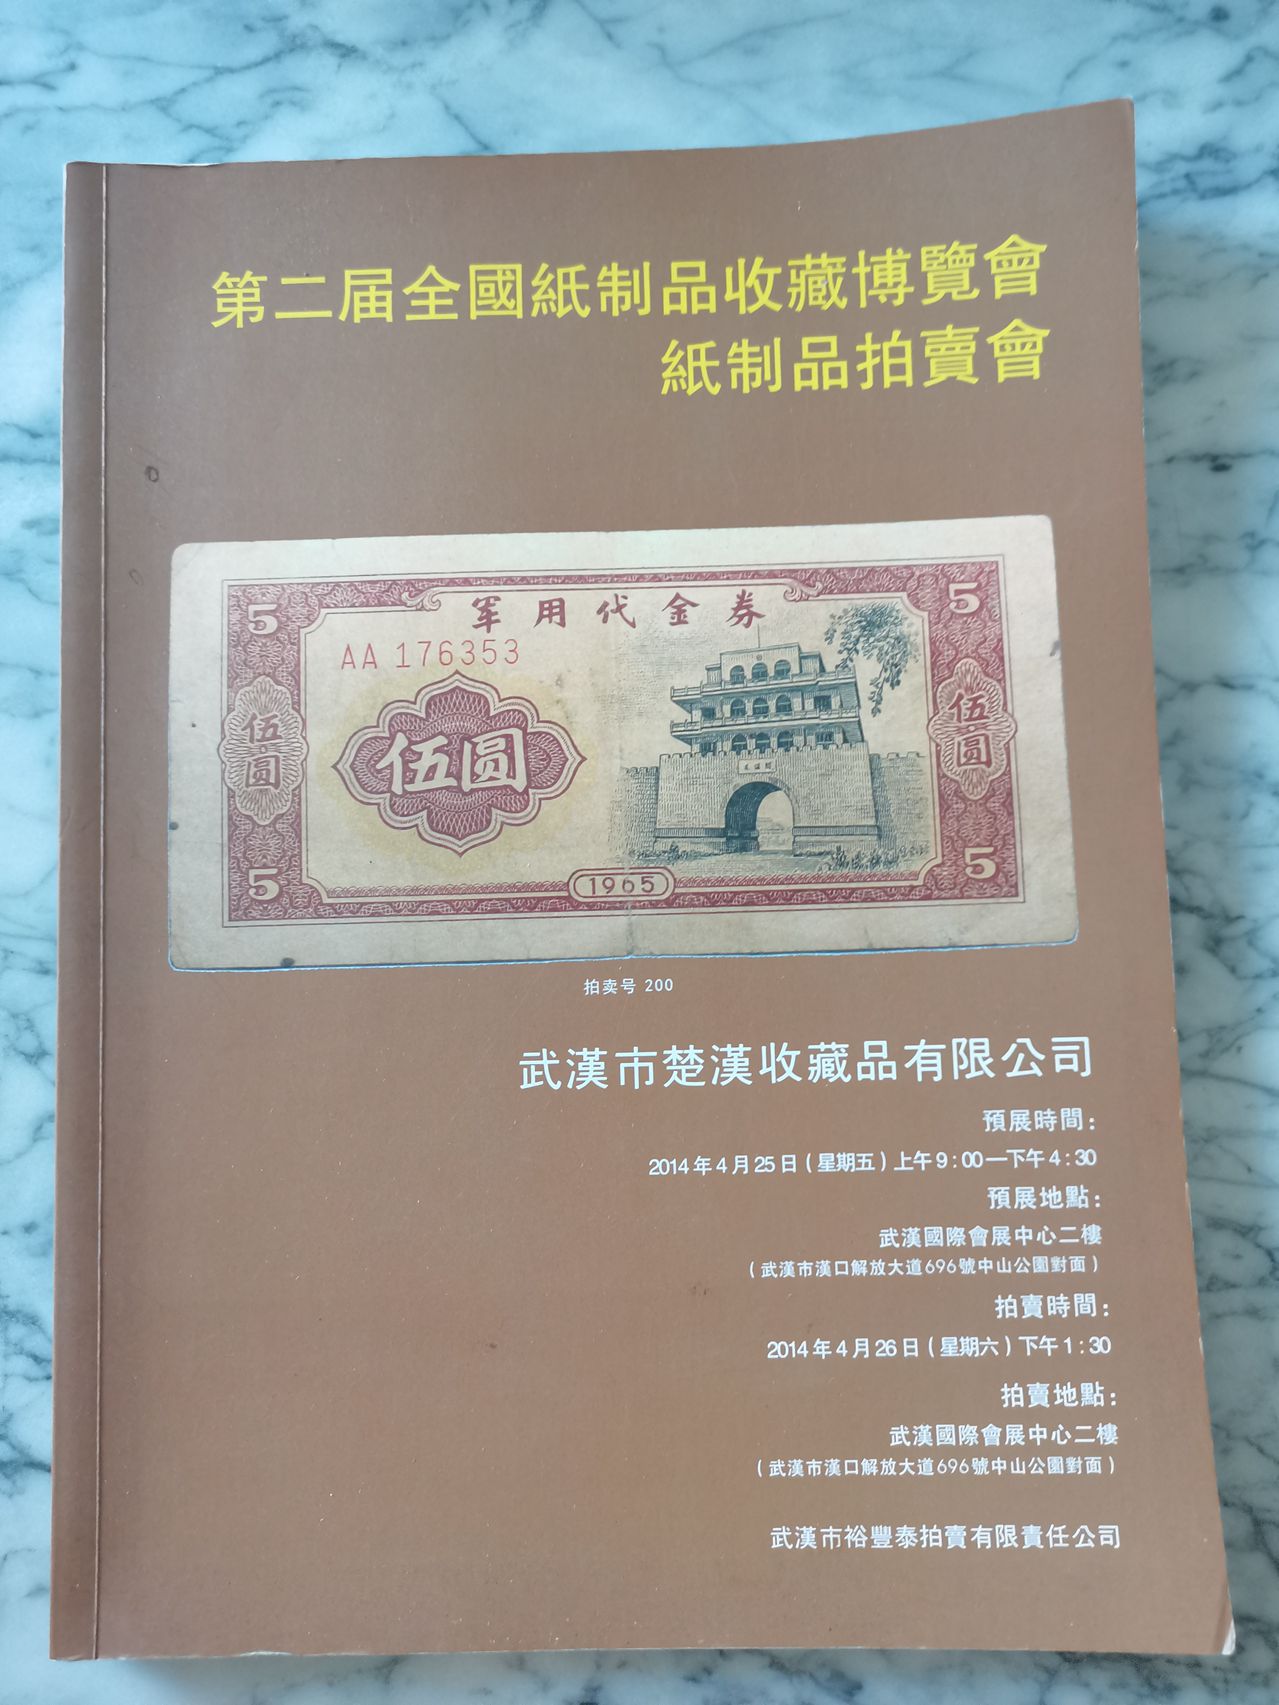 第二届全國紙制品收藏博覽會
紙制品拍賣會
5
軍用代金券
5
AA 176353
伍圓
伍圓
伍圓
5
1965
5
拍卖号 200
武漢市楚漢收藏品有限公司
預展時間：
2014年4月25日（星期五）上午9：00—下午4：30
預展地點：
武漢國際會展中心二樓
（武漢市漢口解放大道696號中山公園對面）
拍賣時間：
2014年4月26日（星期六）下午1：30
拍賣地點：
武漢國際會展中心二樓
（武漢市漢口解放大道696號中山公園對面）
武漢市裕豐泰拍賣有限責任公司